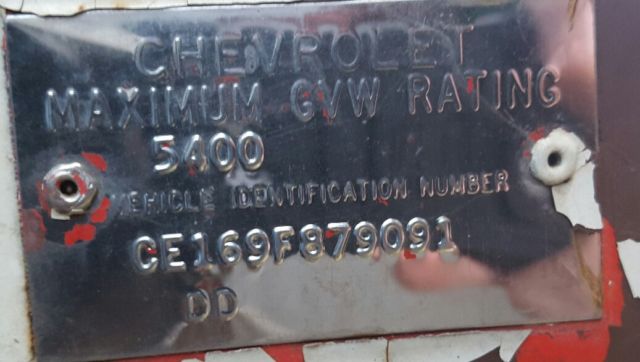 CHEVROLET
MAXIMUM GVW RATING
5400
VEHICLE IDENTIFICATION NUMBER
CE169F879091
DD